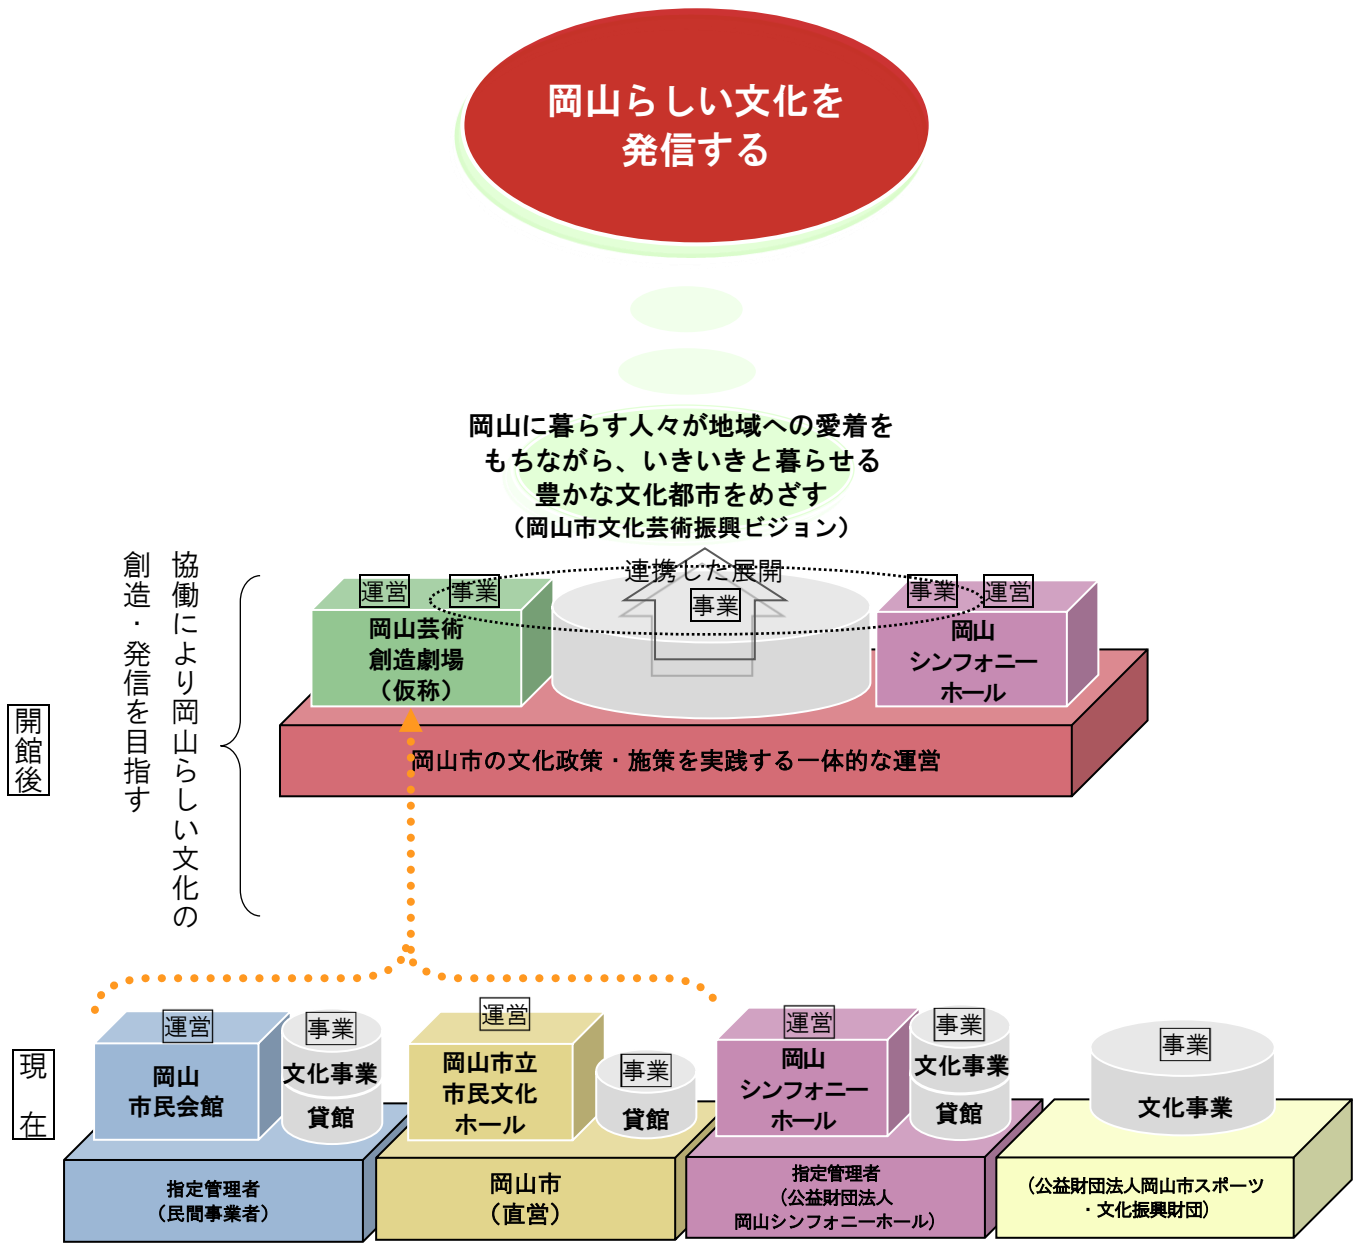 岡山らしい文化を
発信する
岡山に暮らす人々が地域への愛着を
もちながら、いきいきと暮らせる
豊かな文化都市をめざす
（岡山市文化芸術振興ビジョン）
連携した展開
開館後
協働により岡山らしい文化の
創造・発信を目指す
運営
事業
岡山芸術
創造劇場
（仮称）
事業
事業
運営
岡山
シンフォニー
ホール
岡山市の文化政策・施策を実践する一体的な運営
現在
運営
岡山
市民会館
事業
文化事業
貸館
指定管理者
（民間事業者）
運営
岡山市立
市民文化
ホール
事業
貸館
岡山市
（直営）
運営
岡山
シンフォニー
ホール
事業
文化事業
貸館
指定管理者
（公益財団法人
岡山シンフォニーホール）
事業
文化事業
（公益財団法人岡山市スポーツ
・文化振興財団）